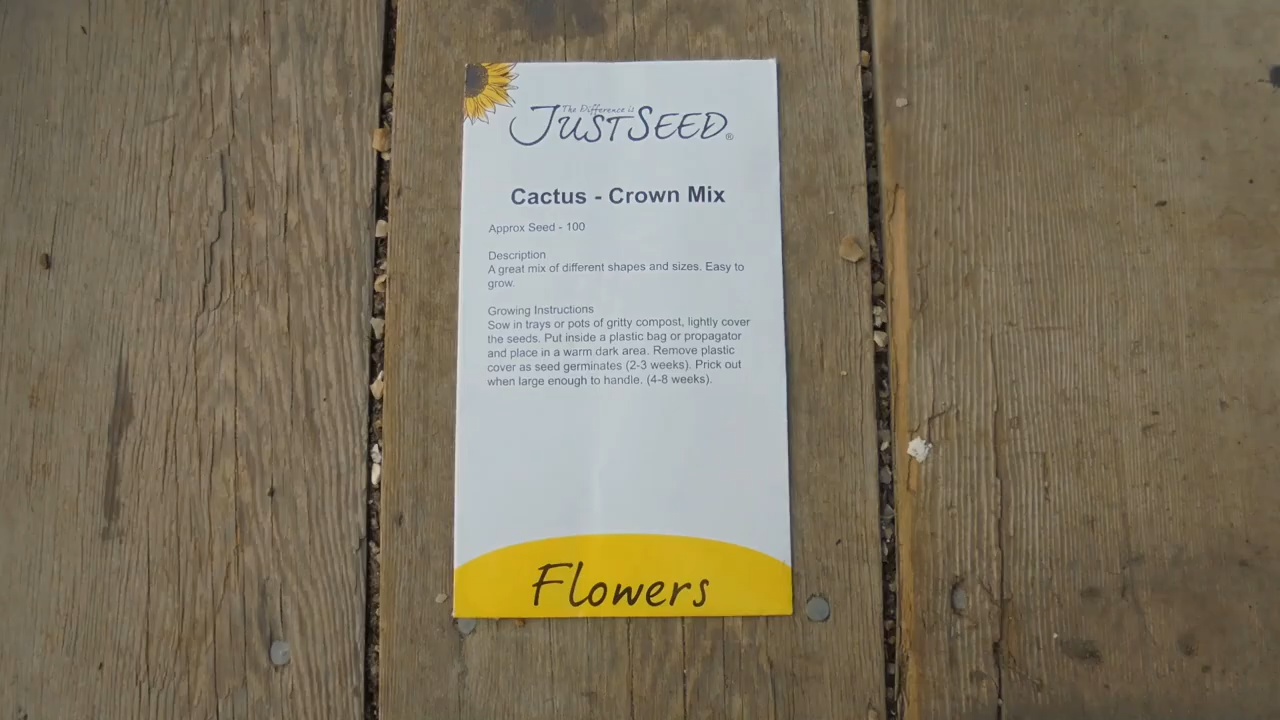 The Difference is
JUSTSEED®
Cactus - Crown Mix
Approx Seed - 100
Description
A great mix of different shapes and sizes. Easy to
grow.
Growing Instructions
Sow in trays or pots of gritty compost, lightly cover
the seeds. Put inside a plastic bag or propagator
and place in a warm dark area. Remove plastic
cover as seed germinates (2-3 weeks). Prick out
when large enough to handle. (4-8 weeks).
Flowers